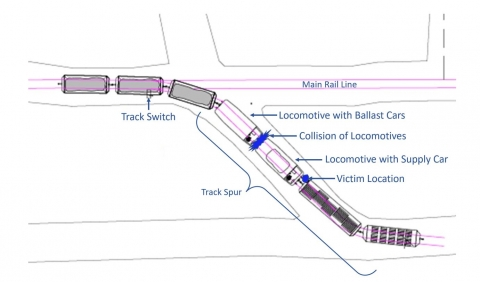 Main Rail Line
Track Switch
Locomotive with Ballast Cars
Collision of Locomotives
Locomotive with Supply Car
Victim Location
Track Spur